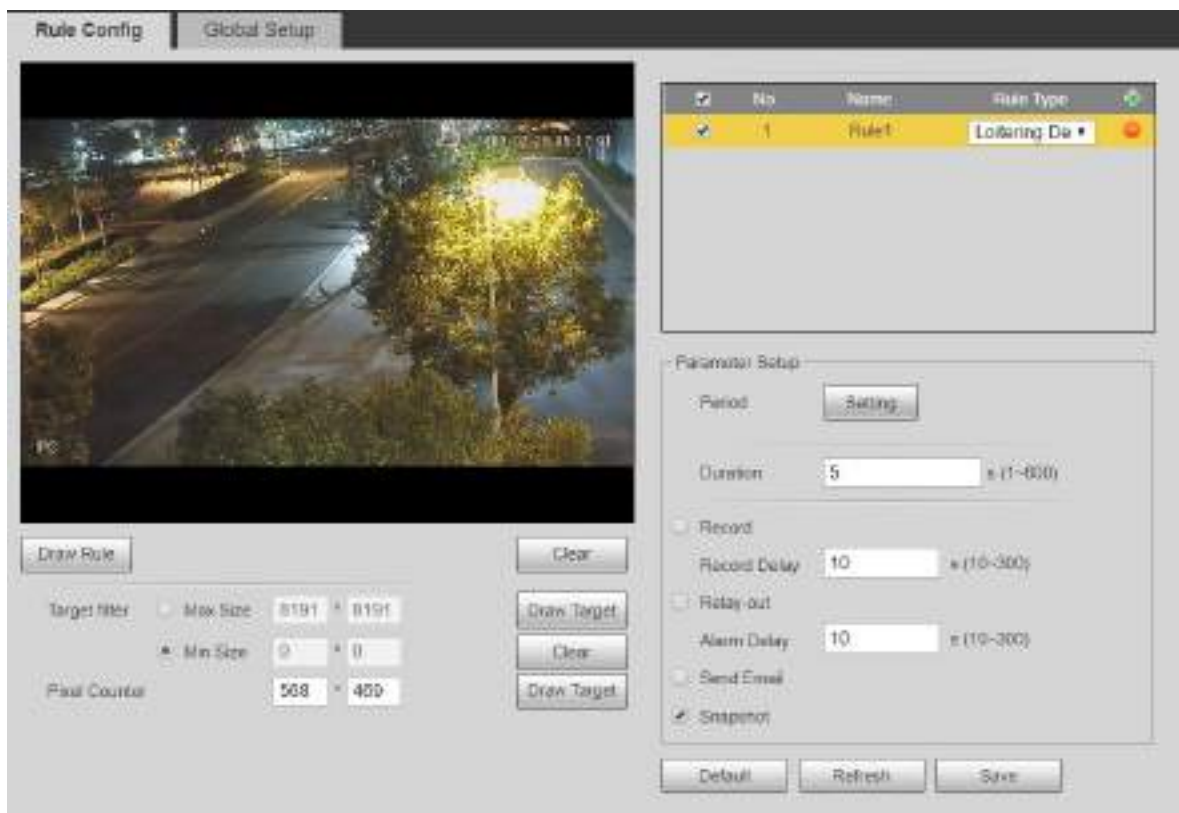 Rule Config Global Setup
No Name Rule Type
1 Rule1 Loitering De
IPC
Parameter Setup
Period Setting
Duration 5 s (1~600)
Record
Record Delay 10 s (10~300)
Relay-out
Alarm Delay 10 s (10~300)
Send Email
Snapshot
Draw Rule Clear
Target filter Max Size 8191 * 8191 Draw Target
Min Size 0 * 0 Clear
Pixel Counter 568 * 469 Draw Target
Default Refresh Save